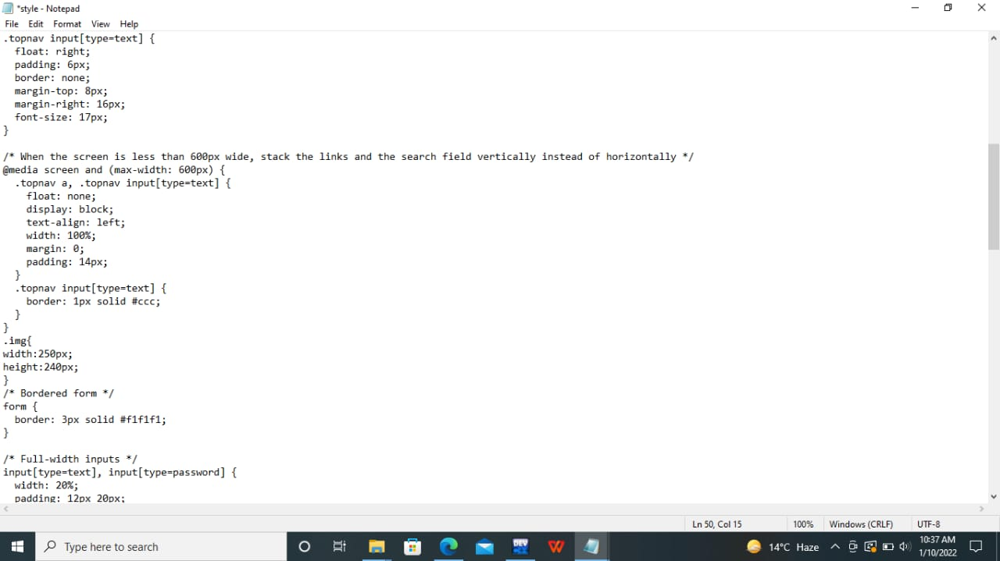 *style - Notepad
File Edit Format View Help
.topnav input[type=text] {
  float: right;
  padding: 6px;
  border: none;
  margin-top: 8px;
  margin-right: 16px;
  font-size: 17px;
}

/* When the screen is less than 600px wide, stack the links and the search field vertically instead of horizontally */
@media screen and (max-width: 600px) {
  .topnav a, .topnav input[type=text] {
    float: none;
    display: block;
    text-align: left;
    width: 100%;
    margin: 0;
    padding: 14px;
  }
  .topnav input[type=text] {
    border: 1px solid #ccc;
  }
}
.img{
width:250px;
height:240px;
}
/* Bordered form */
form {
  border: 3px solid #f1f1f1;
}

/* Full-width inputs */
input[type=text], input[type=password] {
  width: 20%;
  padding: 12px 20px;
Ln 50, Col 15 100% Windows (CRLF) UTF-8
Type here to search DEV W 14°C Haze 10:37 AM
1/10/2022